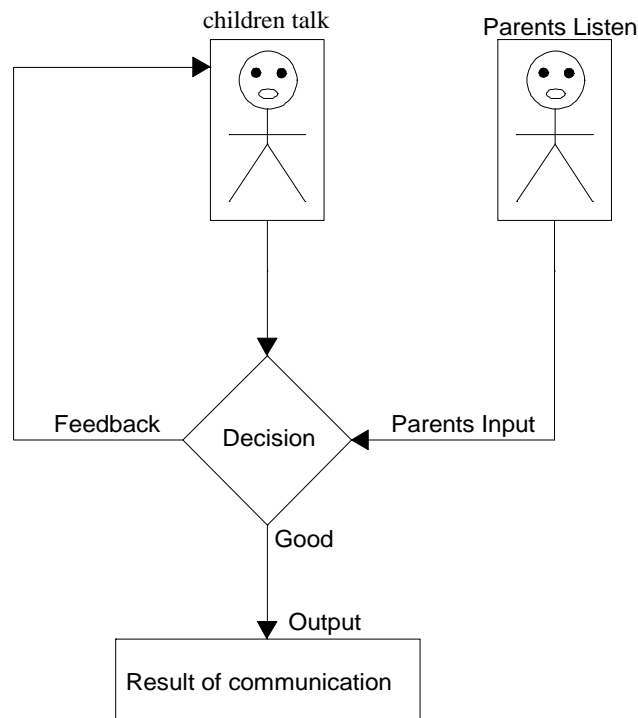 children talk
Parents Listen
Feedback
Decision
Parents Input
Good
Output
Result of communication